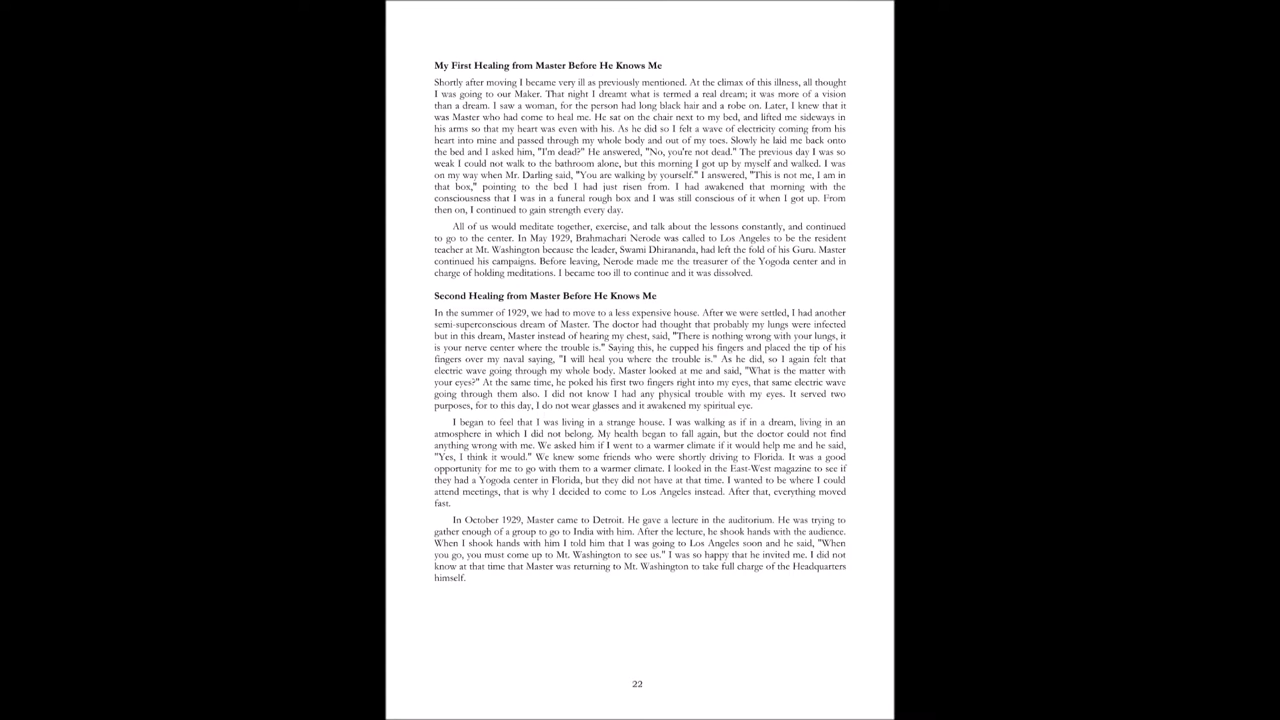 My First Healing from Master Before He Knows Me
Shortly after moving I became very ill as previously mentioned. At the climax of this illness, all thought
I was going to our Maker. That night I dreamt what is termed a real dream; it was more of a vision
than a dream. I saw a woman, for the person had long black hair and a robe on. Later, I knew that it
was Master who had come to heal me. He sat on the chair next to my bed, and lifted me sideways in
his arms so that my heart was even with his. As he did so I felt a wave of electricity coming from his
heart into mine and passed through my whole body and out of my toes. Slowly he laid me back onto
the bed and I asked him, "I'm dead?" He answered, "No, you're not dead." The previous day I was so
weak I could not walk to the bathroom alone, but this morning I got up by myself and walked. I was
on my way when Mr. Darling said, "You are walking by yourself." I answered, "This is not me, I am in
that box," pointing to the bed I had just risen from. I had awakened that morning with the
consciousness that I was in a funeral rough box and I was still conscious of it when I got up. From
then on, I continued to gain strength every day.
All of us would meditate together, exercise, and talk about the lessons constantly, and continued
to go to the center. In May 1929, Brahmachari Nerode was called to Los Angeles to be the resident
teacher at Mt. Washington because the leader, Swami Dhirananda, had left the fold of his Guru. Master
continued his campaigns. Before leaving, Nerode made me the treasurer of the Yogoda center and in
charge of holding meditations. I became too ill to continue and it was dissolved.
Second Healing from Master Before He Knows Me
In the summer of 1929, we had to move to a less expensive house. After we were settled, I had another
semi-superconscious dream of Master. The doctor had thought that probably my lungs were infected
but in this dream, Master instead of hearing my chest, said, "There is nothing wrong with your lungs, it
is your nerve center where the trouble is." Saying this, he cupped his fingers and placed the tip of his
fingers over my naval saying, "I will heal you where the trouble is." As he did, so I again felt that
electric wave going through my whole body. Master looked at me and said, "What is the matter with
your eyes?" At the same time, he poked his first two fingers right into my eyes, that same electric wave
going through them also. I did not know I had any physical trouble with my eyes. It served two
purposes, for to this day, I do not wear glasses and it awakened my spiritual eye.
I began to feel that I was living in a strange house. I was walking as if in a dream, living in an
atmosphere in which I did not belong. My health began to fall again, but the doctor could not find
anything wrong with me. We asked him if I went to a warmer climate if it would help me and he said,
"Yes, I think it would." We knew some friends who were shortly driving to Florida. It was a good
opportunity for me to go with them to a warmer climate. I looked in the East-West magazine to see if
they had a Yogoda center in Florida, but they did not have at that time. I wanted to be where I could
attend meetings, that is why I decided to come to Los Angeles instead. After that, everything moved
fast.
In October 1929, Master came to Detroit. He gave a lecture in the auditorium. He was trying to
gather enough of a group to go to India with him. After the lecture, he shook hands with the audience.
When I shook hands with him I told him that I was going to Los Angeles soon and he said, "When
you go, you must come up to Mt. Washington to see us." I was so happy that he invited me. I did not
know at that time that Master was returning to Mt. Washington to take full charge of the Headquarters
himself.
22